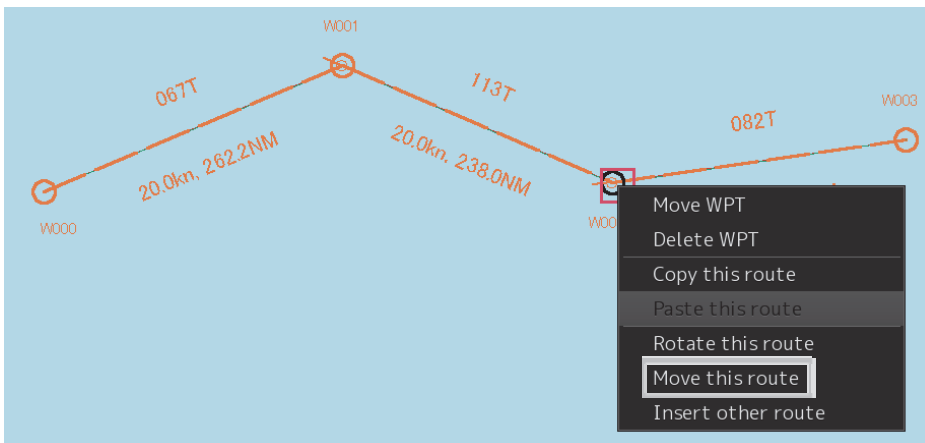 W001
067T
113T
W003
082T
20.0kn, 262.2NM
20.0kn, 238.0NM
W000
Move WPT
Delete WPT
Copy this route
Paste this route
Rotate this route
Move this route
Insert other route